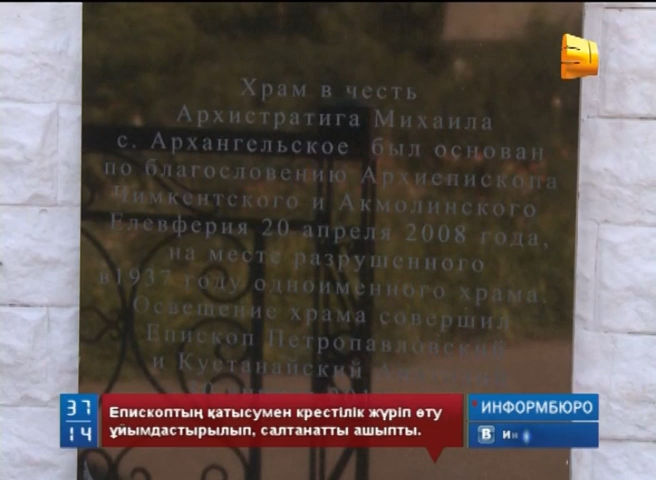 Храм в честь
Архистратига Михаила
с. Архангельское был основан
по благословению Архиепископа
Чимкентского и Акмолинского
Елевферия 20 апреля 2008 года,
на месте разрушенного
в1937 году одноименного храма.
Освещение храма совершил
Епископ Петропавловский
и Куетанайский
37
14
Епископтың қатысумен крестілік жүріп өту
ұйымдастырылып, салтанатты ашыпты.
ИНФОРМБЮРО
В Ин